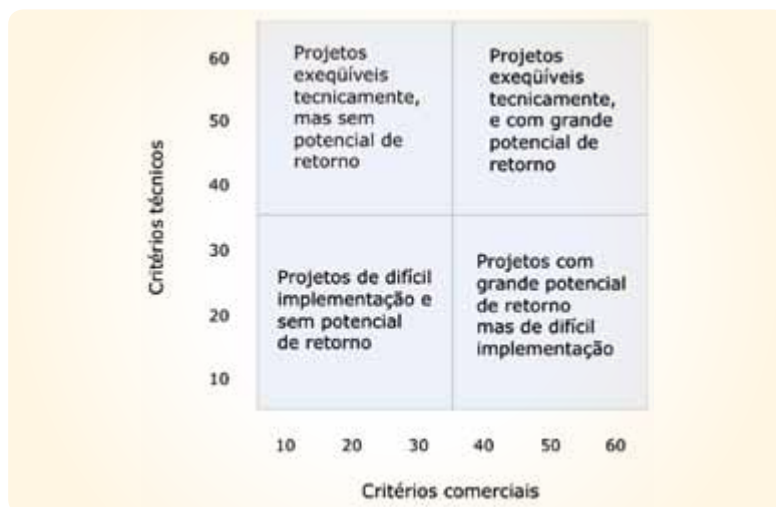 Critérios técnicos
60
50
40
30
20
10
Projetos
exeqüíveis
tecnicamente,
mas sem
potencial de
retorno
Projetos
exeqüíveis
tecnicamente,
e com grande
potencial de
retorno
Projetos de difícil
implementação e
sem potencial
de retorno
Projetos com
grande potencial
de retorno
mas de difícil
implementação
10 20 30 40 50 60
Critérios comerciais